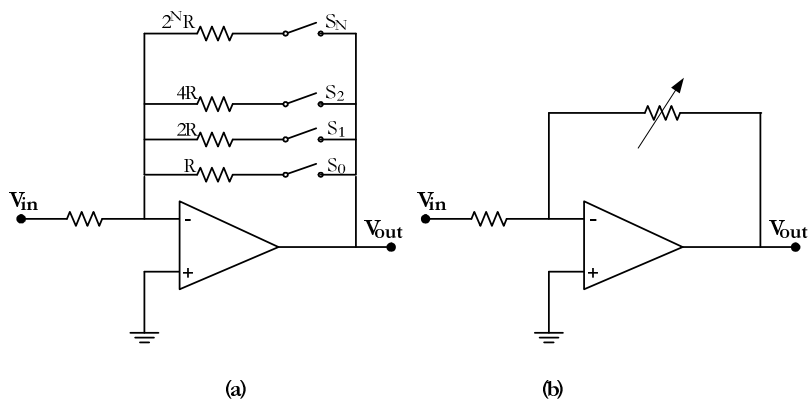 2^N R S_N
4R S_2
2R S_1
R S_0
V_in
-
+
V_out
V_in
-
+
V_out
(a)
(b)